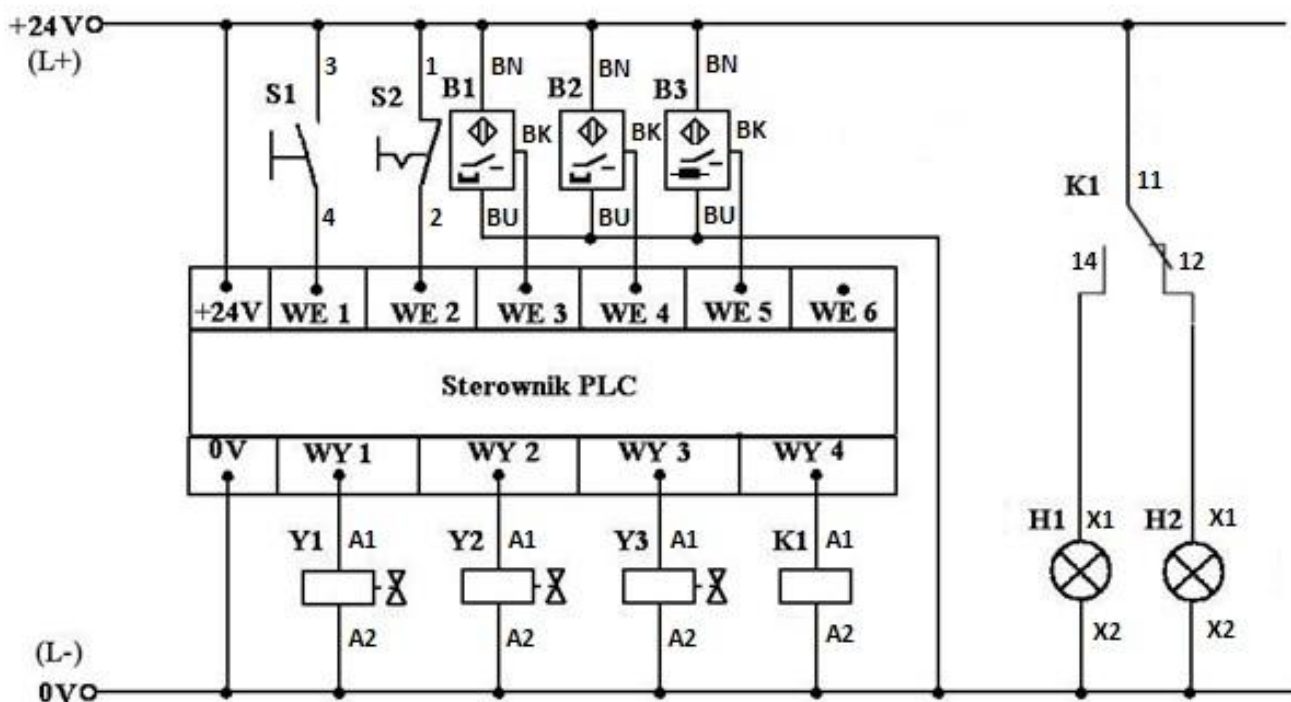 +24V
(L+)
3 1 BN BN BN
S1 S2 B1 B2 B3
BK BK BK
4 2 BU BU BU
K1 11
14 12
+24V WE 1 WE 2 WE 3 WE 4 WE 5 WE 6
Sterownik PLC
0V WY 1 WY 2 WY 3 WY 4
H1 X1 H2 X1
Y1 A1 Y2 A1 Y3 A1 K1 A1
A2 A2 A2 A2
X2 X2
(L-)
0V